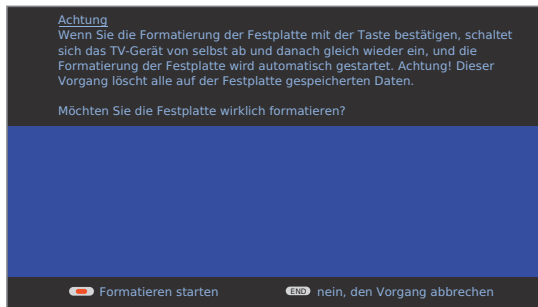 Achtung
Wenn Sie die Formatierung der Festplatte mit der Taste bestätigen, schaltet
sich das TV-Gerät von selbst ab und danach gleich wieder ein, und die
Formatierung der Festplatte wird automatisch gestartet. Achtung! Dieser
Vorgang löscht alle auf der Festplatte gespeicherten Daten.
Möchten Sie die Festplatte wirklich formatieren?
Formatieren starten END nein, den Vorgang abbrechen